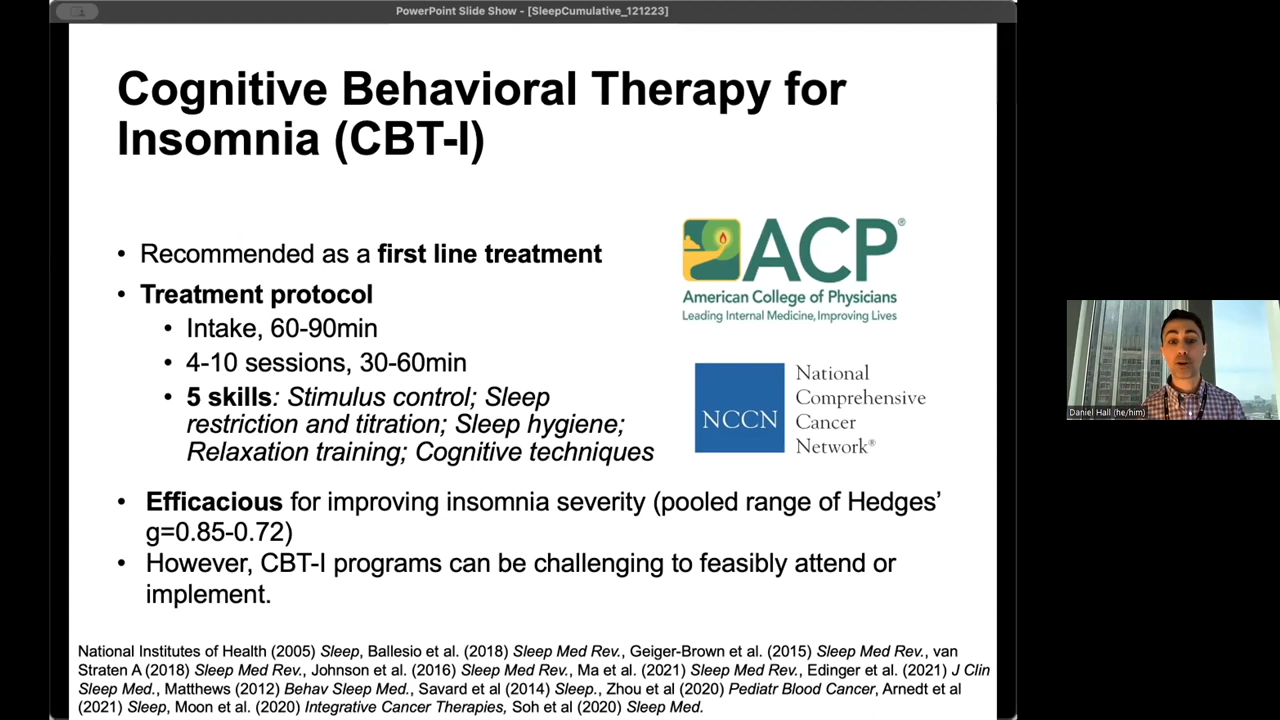 PowerPoint Slide Show - [SleepCumulative_121223]
Cognitive Behavioral Therapy for
Insomnia (CBT-I)
• Recommended as a first line treatment
• Treatment protocol
• Intake, 60-90min
• 4-10 sessions, 30-60min
• 5 skills: Stimulus control; Sleep
restriction and titration; Sleep hygiene;
Relaxation training; Cognitive techniques
ACP®
American College of Physicians
Leading Internal Medicine, Improving Lives
NCCN
National
Comprehensive
Cancer
Network®
• Efficacious for improving insomnia severity (pooled range of Hedges’
g=0.85-0.72)
• However, CBT-I programs can be challenging to feasibly attend or
implement.
National Institutes of Health (2005) Sleep, Ballesio et al. (2018) Sleep Med Rev., Geiger-Brown et al. (2015) Sleep Med Rev., van
Straten A (2018) Sleep Med Rev., Johnson et al. (2016) Sleep Med Rev., Ma et al. (2021) Sleep Med Rev., Edinger et al. (2021) J Clin
Sleep Med., Matthews (2012) Behav Sleep Med., Savard et al (2014) Sleep., Zhou et al (2020) Pediatr Blood Cancer, Arnedt et al
(2021) Sleep, Moon et al. (2020) Integrative Cancer Therapies, Soh et al (2020) Sleep Med.
Daniel Hall (he/him)